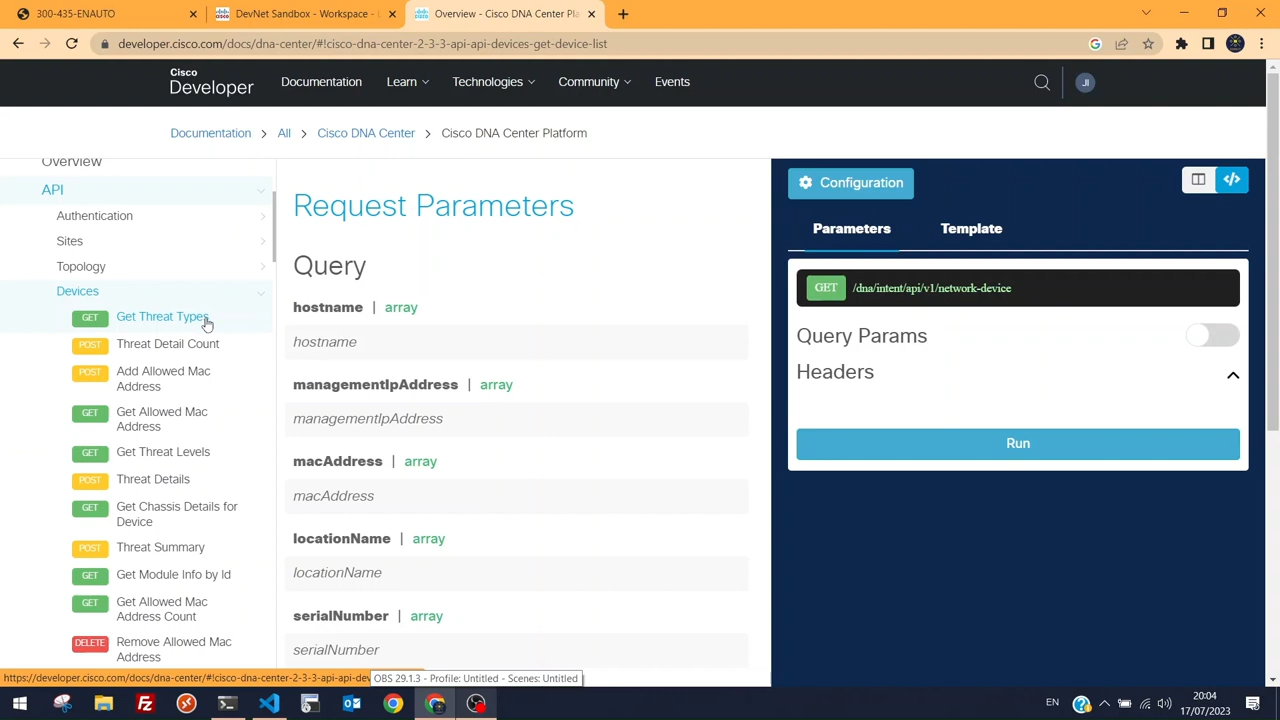 300-435-ENAUTO
DevNet Sandbox - Workspace - L
Overview - Cisco DNA Center Pla
developer.cisco.com/docs/dna-center/#!cisco-dna-center-2-3-3-api-api-devices-get-device-list
Cisco
Developer
Documentation
Learn
Technologies
Community
Events
JI
Documentation > All > Cisco DNA Center > Cisco DNA Center Platform
Overview
API
Authentication
Sites
Topology
Devices
GET Get Threat Types
POST Threat Detail Count
POST Add Allowed Mac
Address
GET Get Allowed Mac
Address
GET Get Threat Levels
POST Threat Details
GET Get Chassis Details for
Device
POST Threat Summary
GET Get Module Info by Id
GET Get Allowed Mac
Address Count
DELETE Remove Allowed Mac
Address
Request Parameters
Query
hostname | array
hostname
managementIpAddress | array
managementIpAddress
macAddress | array
macAddress
locationName | array
locationName
serialNumber | array
serialNumber
Configuration
Parameters
Template
GET /dna/intent/api/v1/network-device
Query Params
Headers
Run
https://developer.cisco.com/docs/dna-center/#!cisco-dna-center-2-3-3-api-api-dev
OBS 29.1.3 - Profile: Untitled - Scenes: Untitled
EN
20:04
17/07/2023